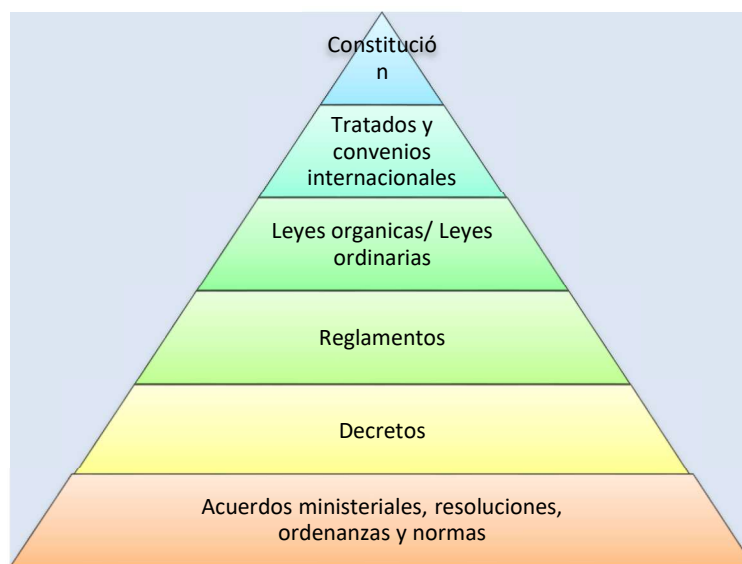 Constitució
n
Tratados y
convenios
internacionales
Leyes organicas/ Leyes
ordinarias
Reglamentos
Decretos
Acuerdos ministeriales, resoluciones,
ordenanzas y normas